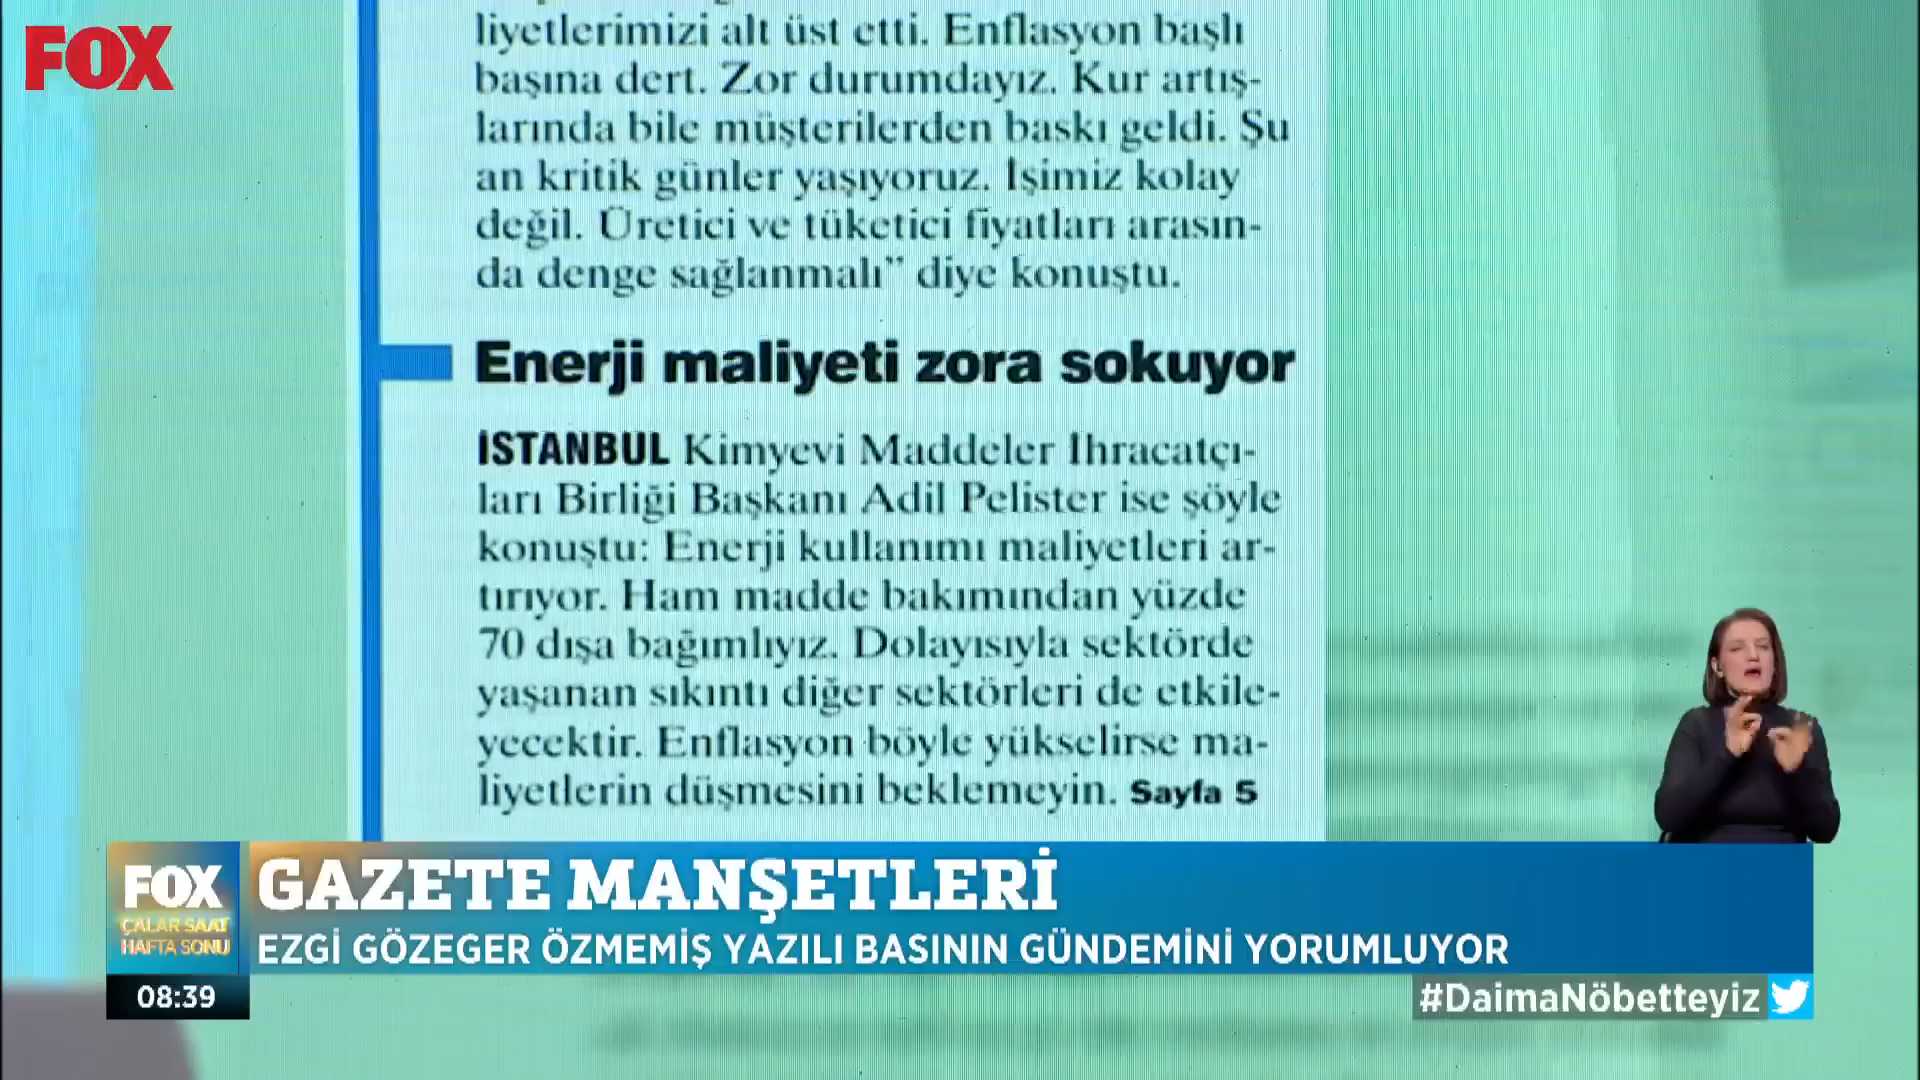 FOX
liyetlerimizi alt üst etti. Enflasyon başlı
başına dert. Zor durumdayız. Kur artış-
larında bile müşterilerden baskı geldi. Şu
an kritik günler yaşıyoruz. İşimiz kolay
değil. Üretici ve tüketici fiyatları arasın-
da denge sağlanmalı” diye konuştu.
Enerji maliyeti zora sokuyor
İSTANBUL Kimyevi Maddeler İhracatçı-
ları Birliği Başkanı Adil Pelister ise şöyle
konuştu: Enerji kullanımı maliyetleri ar-
tırıyor. Ham madde bakımından yüzde
70 dışa bağımlıyız. Dolayısıyla sektörde
yaşanan sıkıntı diğer sektörleri de etkile-
yecektir. Enflasyon böyle yükselirse ma-
liyetlerin düşmesini beklemeyin. Sayfa 5
FOX
ÇALAR SAAT
HAFTA SONU
GAZETE MANŞETLERİ
EZGİ GÖZEGER ÖZMEMİŞ YAZILI BASININ GÜNDEMİNİ YORUMLUYOR
08:39
#DaimaNöbetteyiz